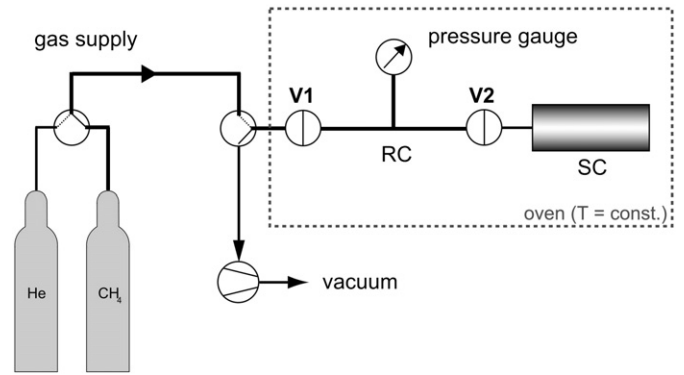 gas supply
pressure gauge
V1
V2
RC
SC
oven (T = const.)
He
CH₄
vacuum